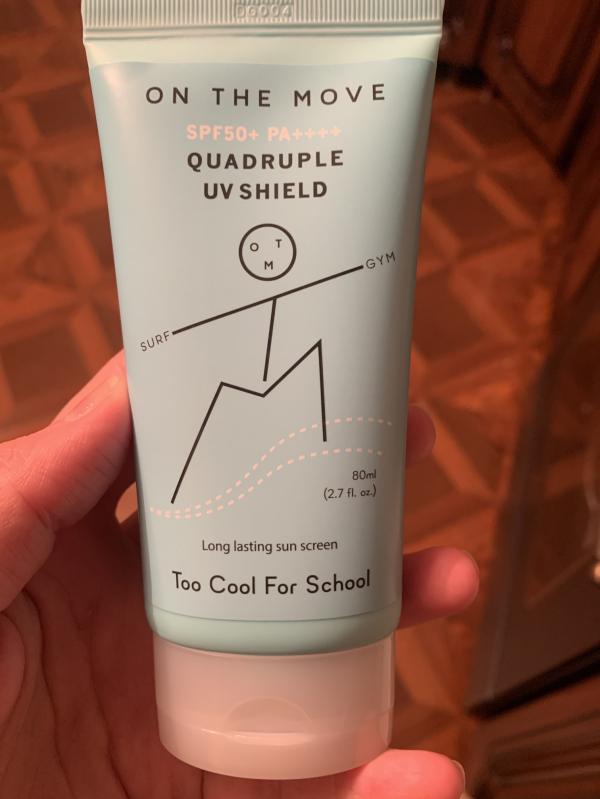 DG004
ON THE MOVE
SPF50+ PA++++
QUADRUPLE
UV SHIELD
O T
M
GYM
SURF
80ml
(2.7 fl. oz.)
Long lasting sun screen
Too Cool For School